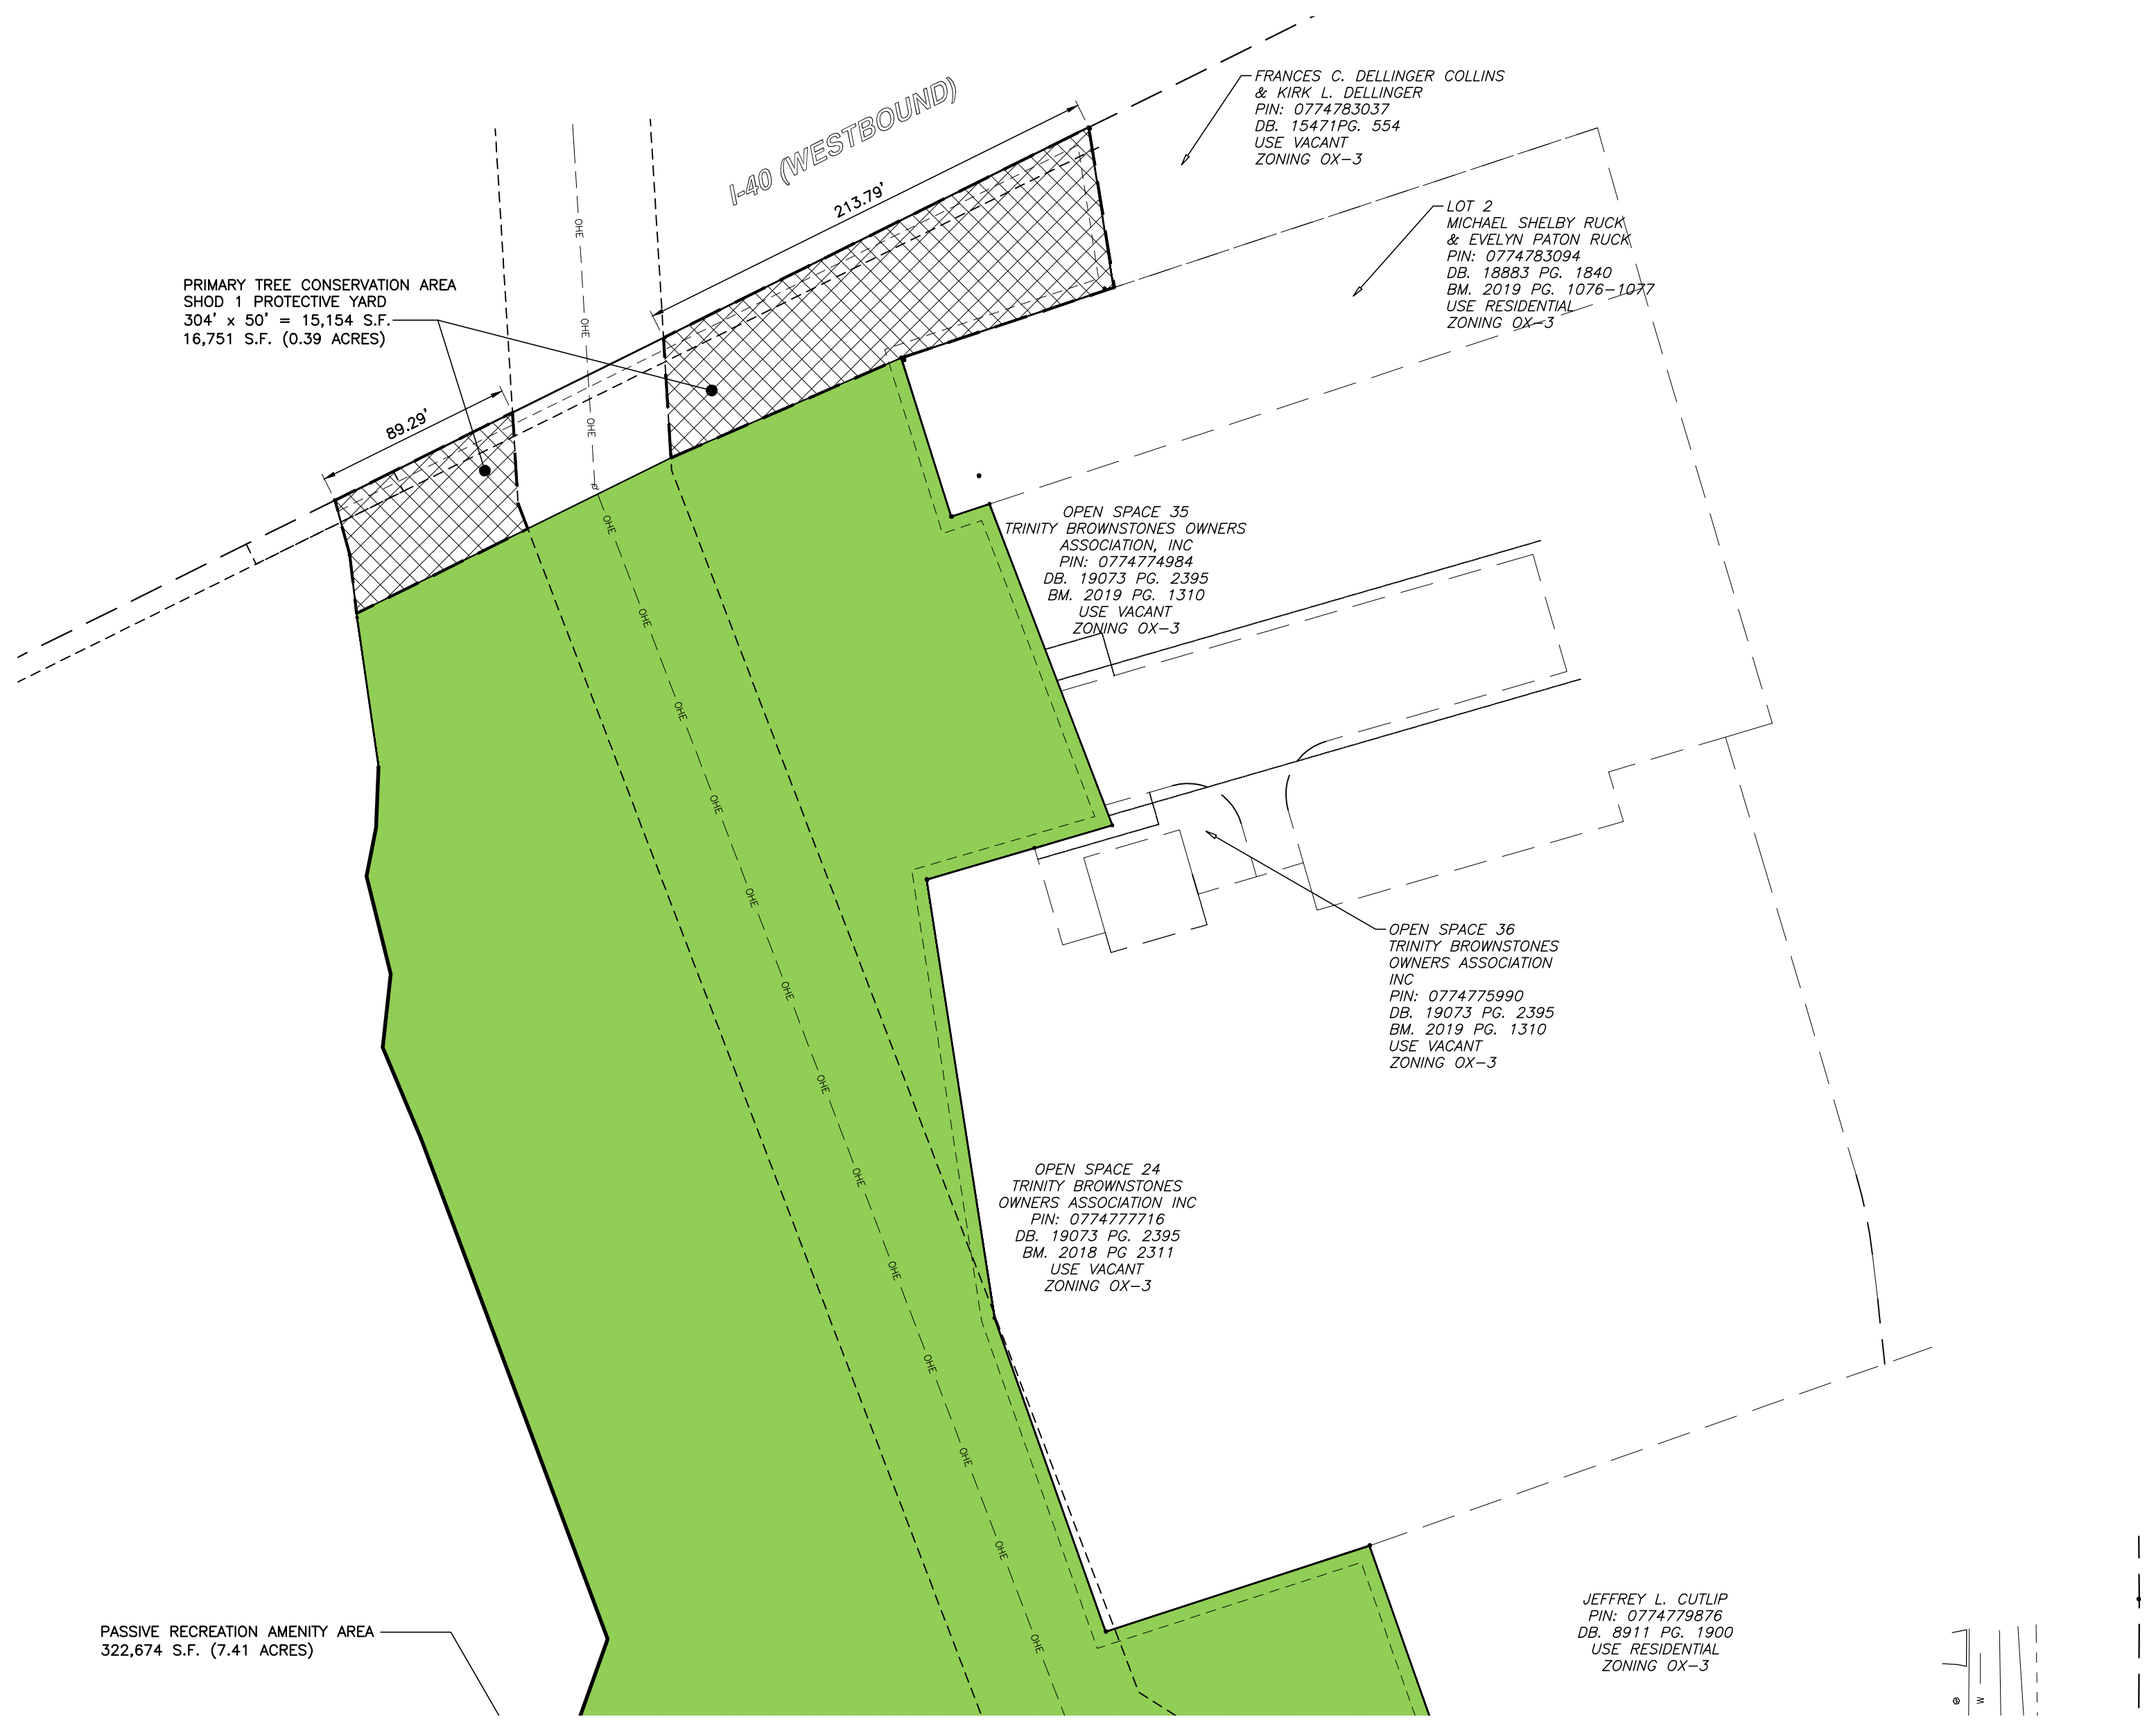 I-40 (WESTBOUND)
FRANCES C. DELLINGER COLLINS
& KIRK L. DELLINGER
PIN: 0774783037
DB. 15471PG. 554
USE VACANT
ZONING OX-3
213.79'
LOT 2
MICHAEL SHELBY RUCK
& EVELYN PATON RUCK
PIN: 0774783094
DB. 18883 PG. 1840
BM. 2019 PG. 1076-1077
USE RESIDENTIAL
ZONING OX-3
PRIMARY TREE CONSERVATION AREA
SHOD 1 PROTECTIVE YARD
304' x 50' = 15,154 S.F.
16,751 S.F. (0.39 ACRES)
89.29'
OHE
OHE
OHE
OPEN SPACE 35
TRINITY BROWNSTONES OWNERS
ASSOCIATION, INC
PIN: 0774774984
DB. 19073 PG. 2395
BM. 2019 PG. 1310
USE VACANT
ZONING OX-3
OHE
OHE
OHE
OHE
OHE
OHE
OHE
OHE
OHE
OHE
OHE
OHE
OHE
OPEN SPACE 36
TRINITY BROWNSTONES
OWNERS ASSOCIATION
INC
PIN: 0774775990
DB. 19073 PG. 2395
BM. 2019 PG. 1310
USE VACANT
ZONING OX-3
OPEN SPACE 24
TRINITY BROWNSTONES
OWNERS ASSOCIATION INC
PIN: 0774777716
DB. 19073 PG. 2395
BM. 2018 PG 2311
USE VACANT
ZONING OX-3
JEFFREY L. CUTLIP
PIN: 0774779876
DB. 8911 PG. 1900
USE RESIDENTIAL
ZONING OX-3
PASSIVE RECREATION AMENITY AREA
322,674 S.F. (7.41 ACRES)
W